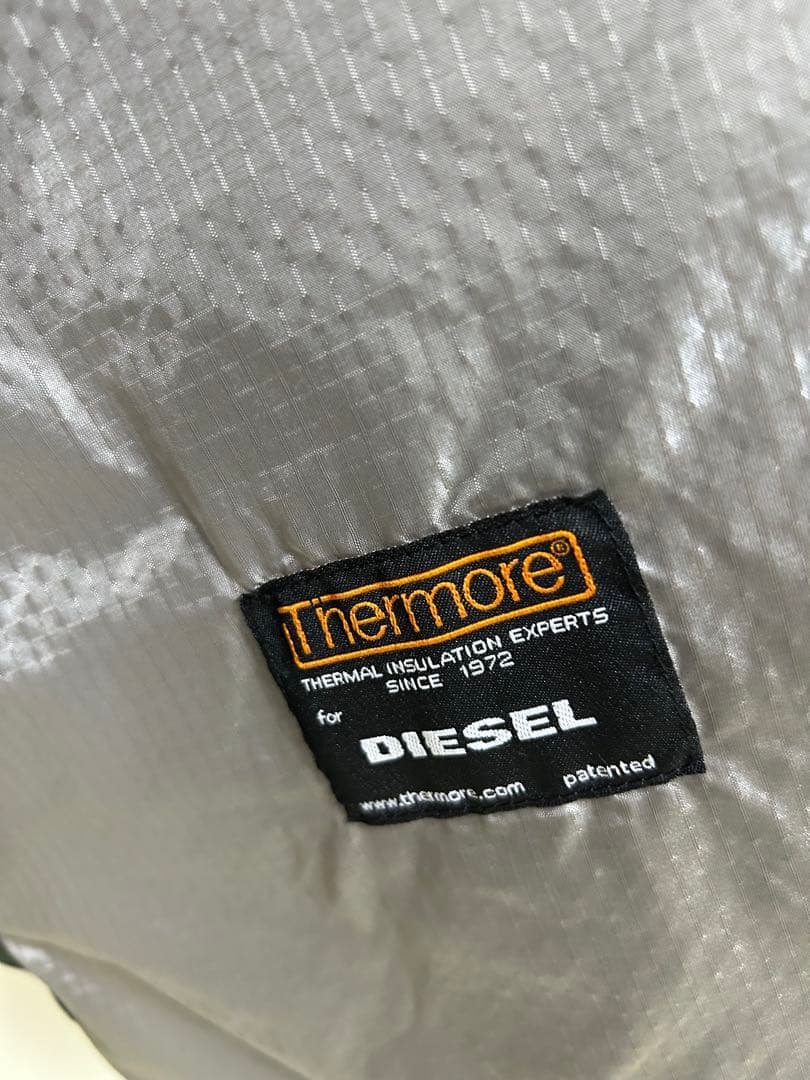 Thermore®
THERMAL INSULATION EXPERTS
SINCE 1972
for
DIESEL
www.thermore.com patented